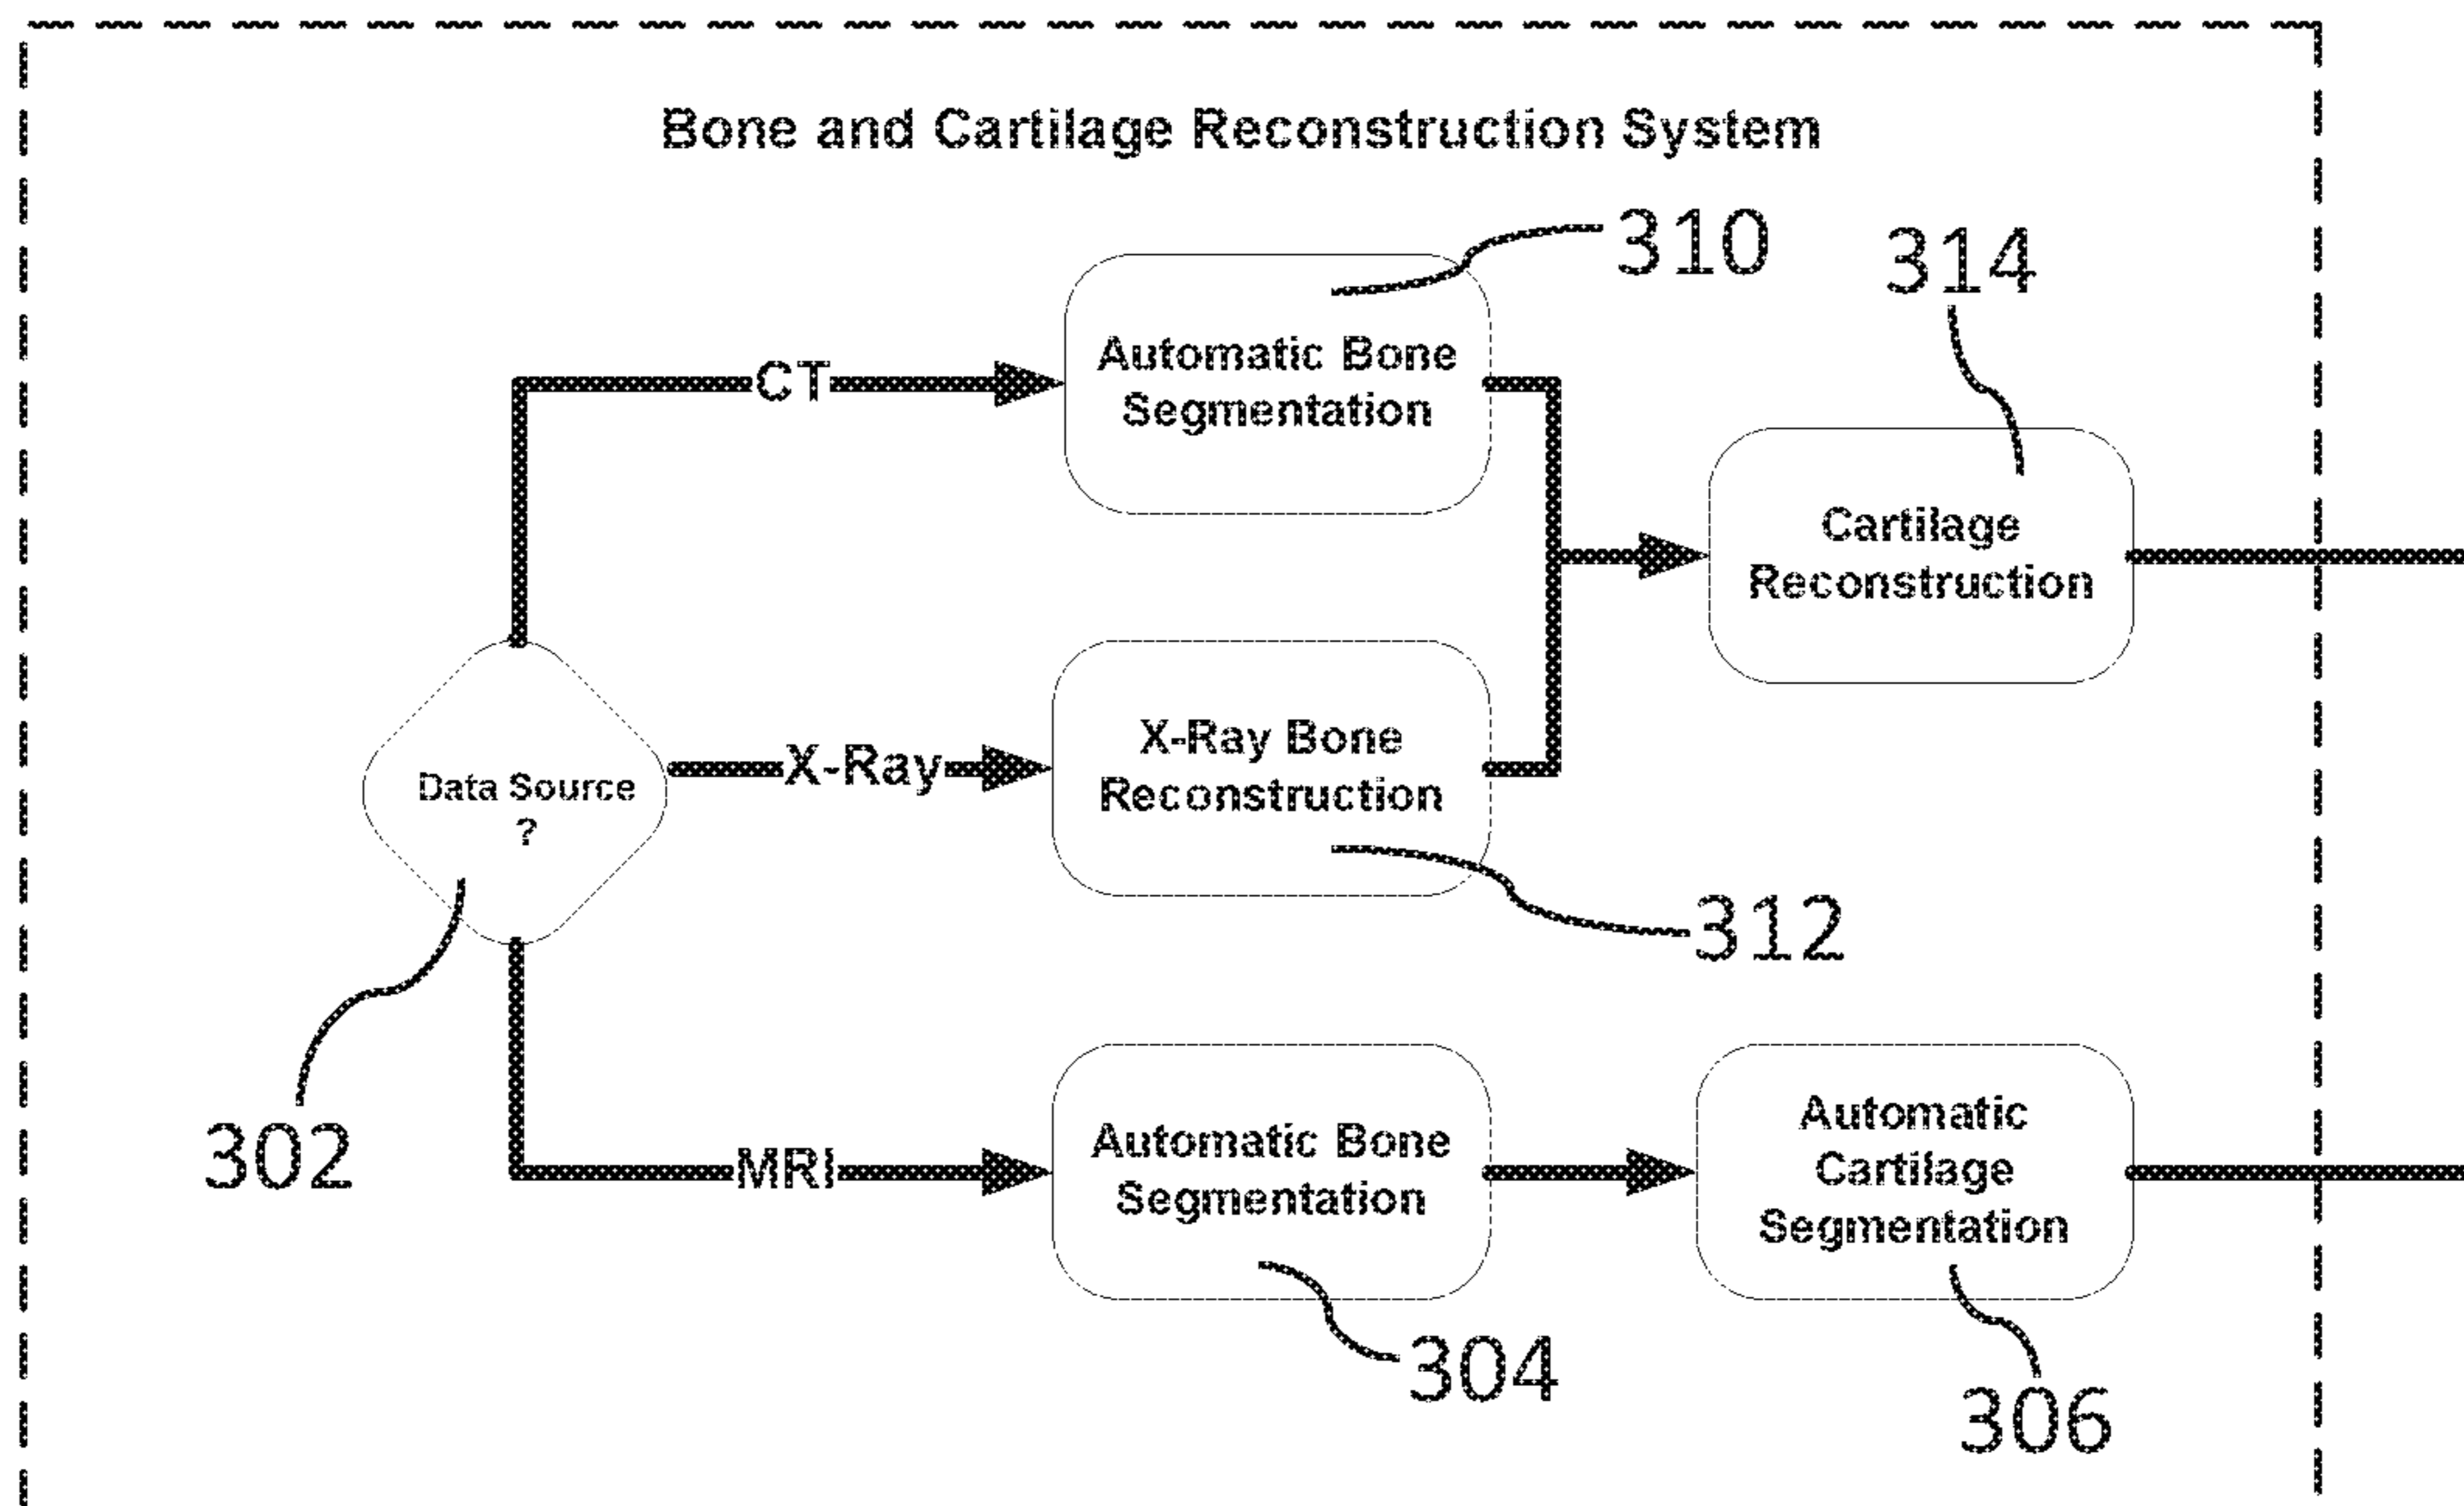 Bone and Cartilage Reconstruction System
310
314
CT
Automatic Bone
Segmentation
Cartilage
Reconstruction
Data Source
?
X-Ray
X-Ray Bone
Reconstruction
312
302
MRI
Automatic Bone
Segmentation
Automatic
Cartilage
Segmentation
304
306